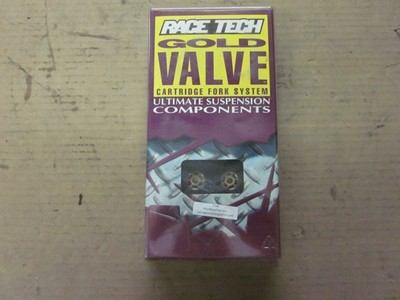 RACE TECH
GOLD
VALVE
CARTRIDGE FORK SYSTEM
ULTIMATE SUSPENSION
COMPONENTS